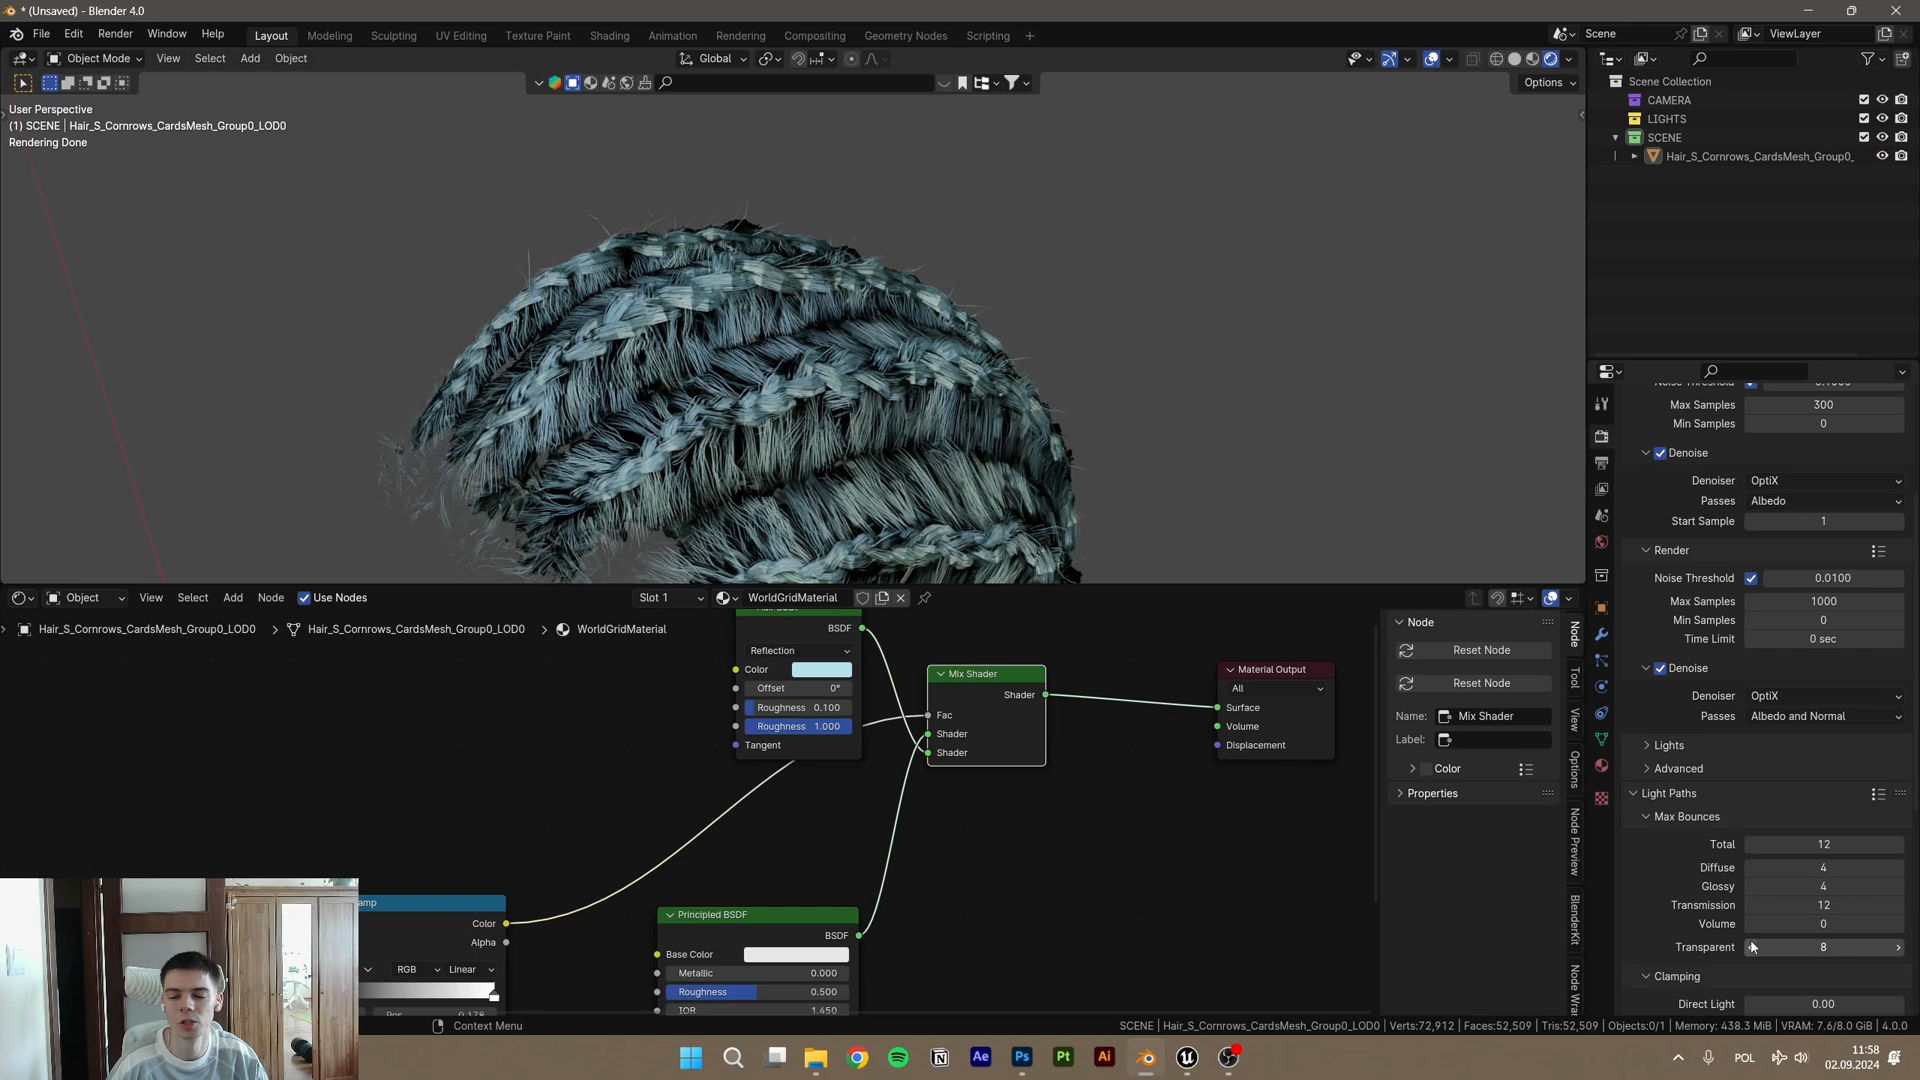 * (Unsaved) - Blender 4.0
File Edit Render Window Help
Layout Modeling Sculpting UV Editing Texture Paint Shading Animation Rendering Compositing Geometry Nodes Scripting +
Scene
ViewLayer
Object Mode View Select Add Object
Global
Options
User Perspective
(1) SCENE | Hair_S_Cornrows_CardsMesh_Group0_LOD0
Rendering Done
Scene Collection
CAMERA
LIGHTS
SCENE
Hair_S_Cornrows_CardsMesh_Group0_
Max Samples 300
Min Samples 0
Denoise
Denoiser OptiX
Passes Albedo
Start Sample 1
Render
Noise Threshold 0.0100
Max Samples 1000
Min Samples 0
Time Limit 0 sec
Denoise
Denoiser OptiX
Passes Albedo and Normal
Lights
Advanced
Light Paths
Max Bounces
Total 12
Diffuse 4
Glossy 4
Transmission 12
Volume 0
Transparent 8
Clamping
Direct Light 0.00
Object View Select Add Node Use Nodes
Slot 1
WorldGridMaterial
Hair_S_Cornrows_CardsMesh_Group0_LOD0 > Hair_S_Cornrows_CardsMesh_Group0_LOD0 > WorldGridMaterial
BSDF
Reflection
Color
Offset 0°
Roughness 0.100
Roughness 1.000
Tangent
Mix Shader
Shader
Fac
Shader
Shader
Material Output
All
Surface
Volume
Displacement
Node
Reset Node
Reset Node
Name: Mix Shader
Label:
Color
Properties
Node
Tool
View
Options
Node Preview
BlenderKit
Node Wran
amp
Color
Alpha
RGB Linear
Pos 0.178
Principled BSDF
BSDF
Base Color
Metallic 0.000
Roughness 0.500
IOR 1.450
Context Menu
SCENE | Hair_S_Cornrows_CardsMesh_Group0_LOD0 | Verts:72,912 | Faces:52,509 | Tris:52,509 | Objects:0/1 | Memory: 438.3 MiB | VRAM: 7.6/8.0 GiB | 4.0.0
Ae Ps Pt Ai
POL
11:58
02.09.2024